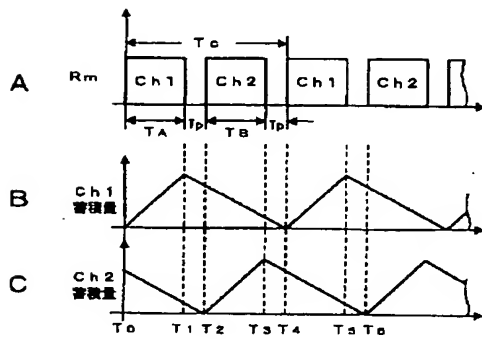 Tc
A
Rm
Ch1
Ch2
Ch1
Ch2
TA
Tp
TB
Tp
B
Ch1
蓄積量
C
Ch2
蓄積量
T0 T1 T2 T3 T4 T5 T6